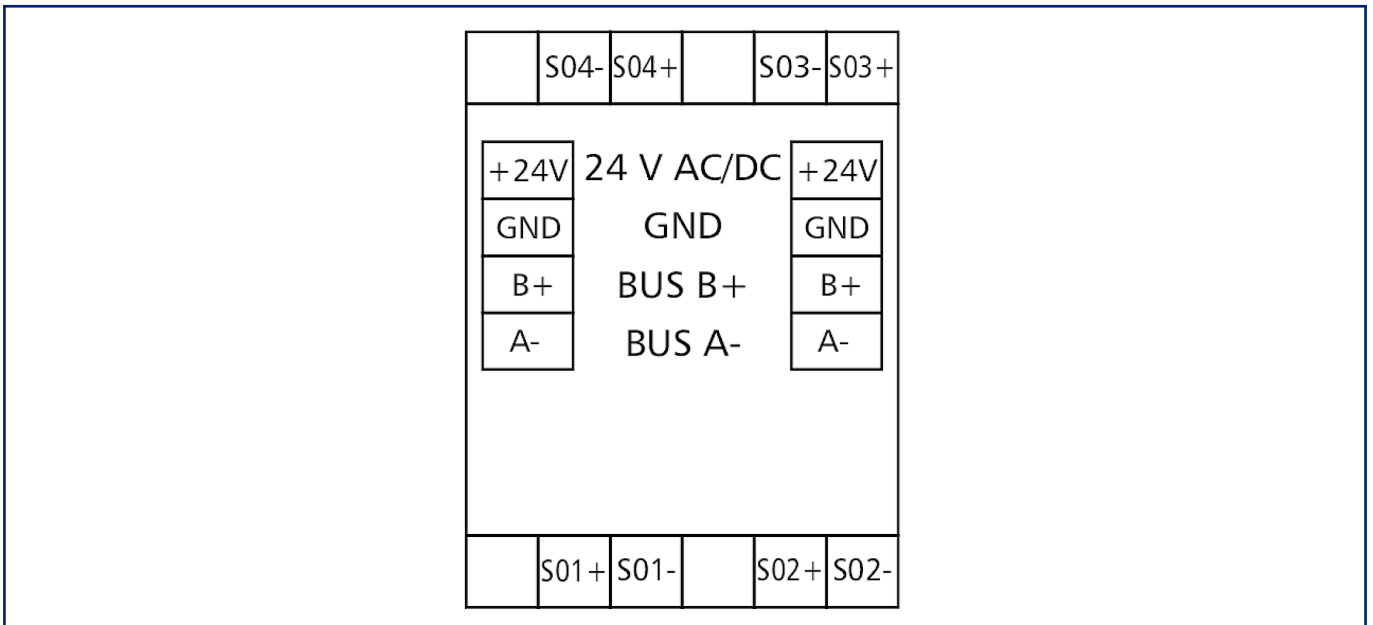 S04- S04+ S03- S03+
+24V 24 V AC/DC +24V
GND GND GND
B+ BUS B+ B+
A- BUS A- A-
S01+ S01- S02+ S02-